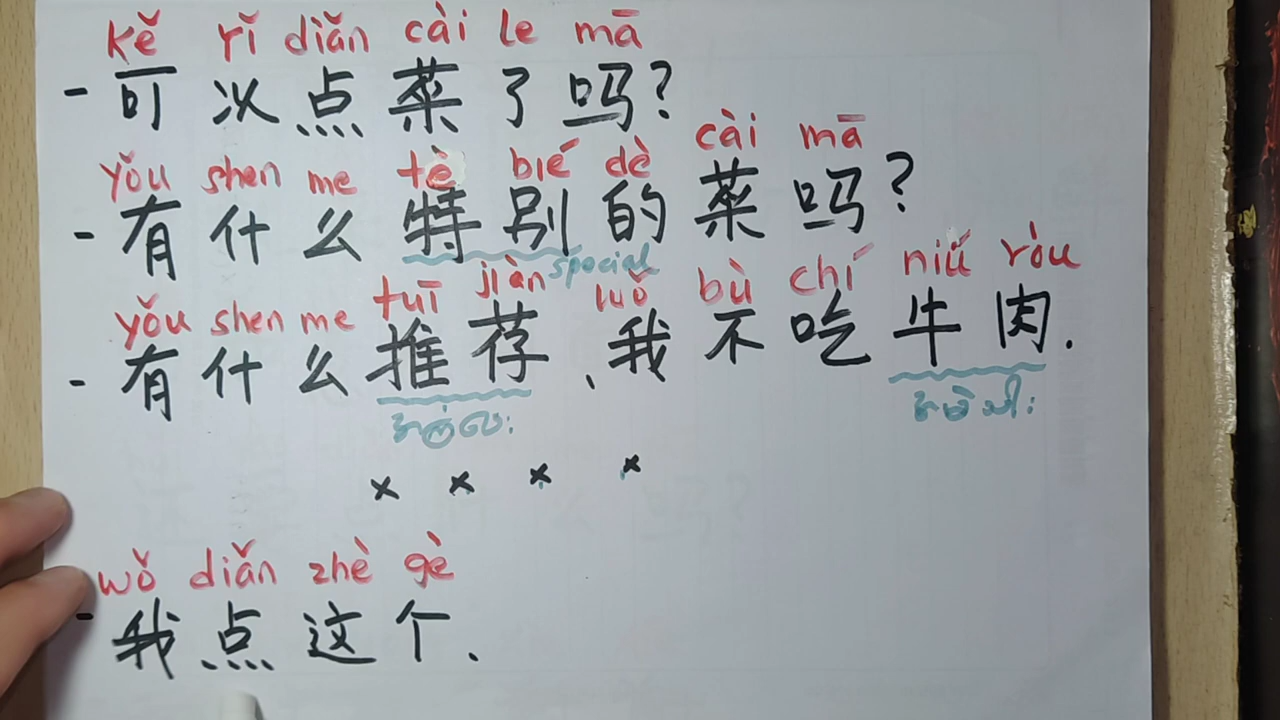 kě yǐ diǎn cài le mā
- 可以点菜了吗?
yǒu shen me tè bié dè cài mā
- 有什么特别的菜吗?
special
yǒu shen me tuī jiàn wǒ bù chí niú ròu
- 有什么推荐、我不吃牛肉.
× × × ×
wǒ diǎn zhè gè
- 我点这个.